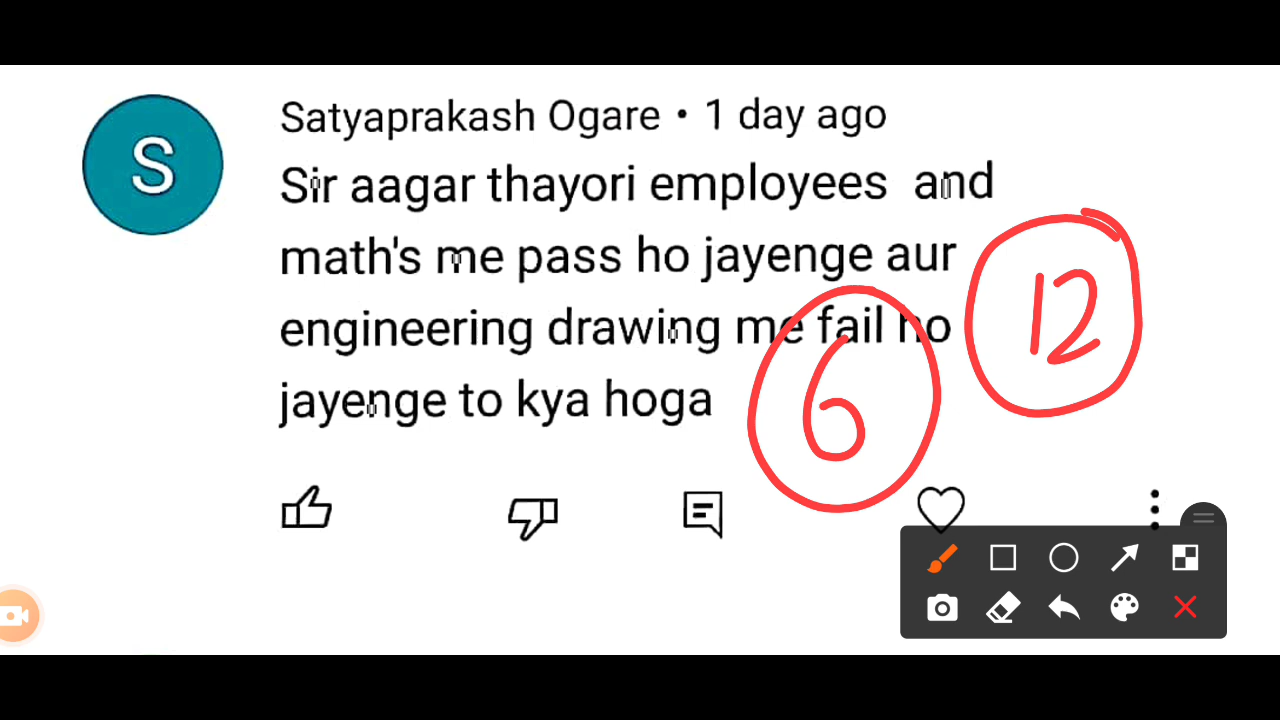 S
Satyaprakash Ogare • 1 day ago
Sir aagar thayori employees and
math's me pass ho jayenge aur
engineering drawing me fail ho
jayenge to kya hoga
12
6